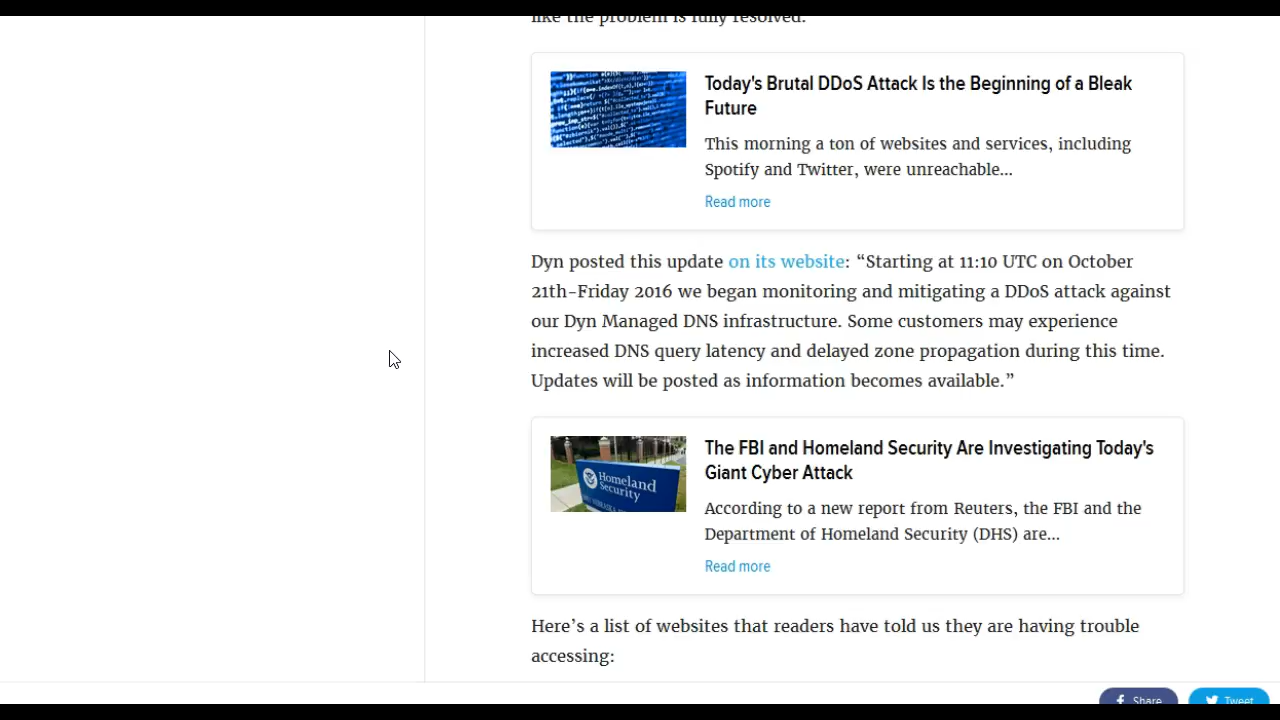 like the problem is fully resolved.
Today's Brutal DDoS Attack Is the Beginning of a Bleak
Future
This morning a ton of websites and services, including
Spotify and Twitter, were unreachable...
Read more
Dyn posted this update on its website: “Starting at 11:10 UTC on October
21th-Friday 2016 we began monitoring and mitigating a DDoS attack against
our Dyn Managed DNS infrastructure. Some customers may experience
increased DNS query latency and delayed zone propagation during this time.
Updates will be posted as information becomes available.”
Homeland
Security
The FBI and Homeland Security Are Investigating Today's
Giant Cyber Attack
According to a new report from Reuters, the FBI and the
Department of Homeland Security (DHS) are...
Read more
Here’s a list of websites that readers have told us they are having trouble
accessing:
Share
Tweet